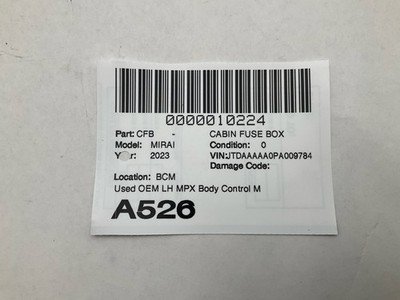 0000010224
Part: CFB - CABIN FUSE BOX
Model: MIRAI Condition: 0
Year: 2023 VIN:JTDAAAAA0PA009784
Damage Code:
Location: BCM
Used OEM LH MPX Body Control M
A526